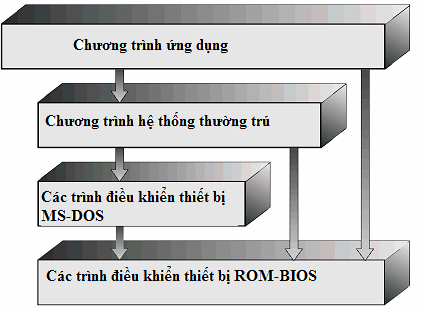 Chương trình ứng dụng
Chương trình hệ thống thường trú
Các trình điều khiển thiết bị
MS-DOS
Các trình điều khiển thiết bị ROM-BIOS